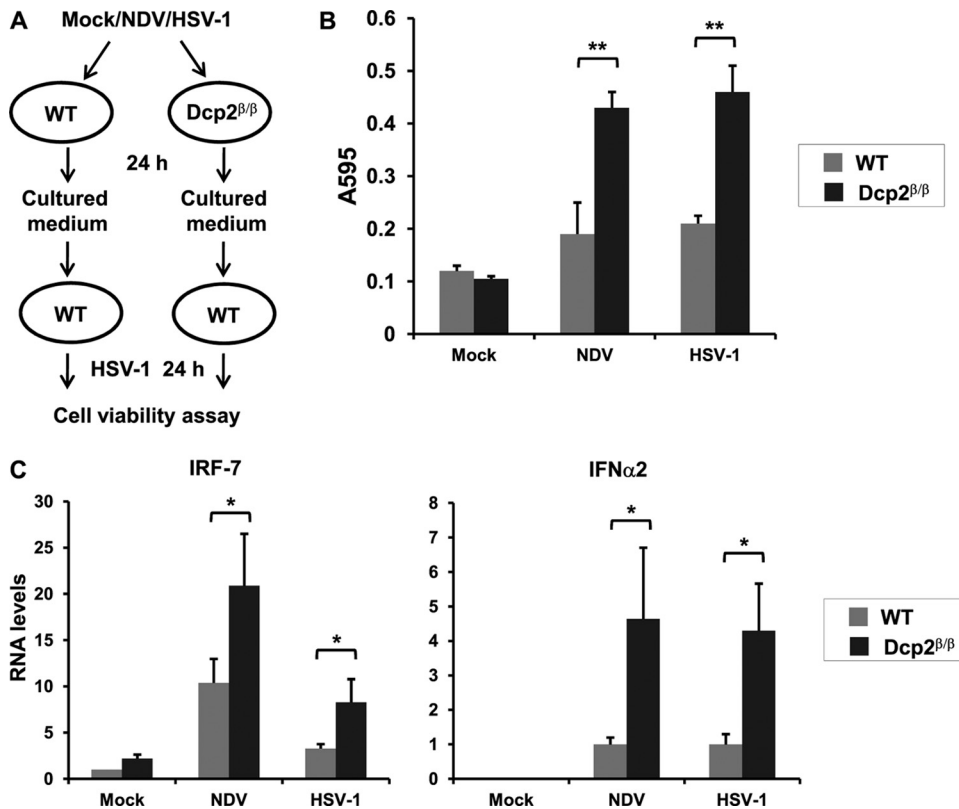 A
Mock/NDV/HSV-1
WT
Dcp2β/β
24 h
Cultured
medium
Cultured
medium
WT
WT
HSV-1 24 h
Cell viability assay
B
A595
0.6
0.5
0.4
0.3
0.2
0.1
0
**
**
Mock
NDV
HSV-1
WT
Dcp2β/β
C
IRF-7
RNA levels
30
25
20
15
10
5
0
*
*
Mock
NDV
HSV-1
IFNα2
8
7
6
5
4
3
2
1
0
*
*
Mock
NDV
HSV-1
WT
Dcp2β/β